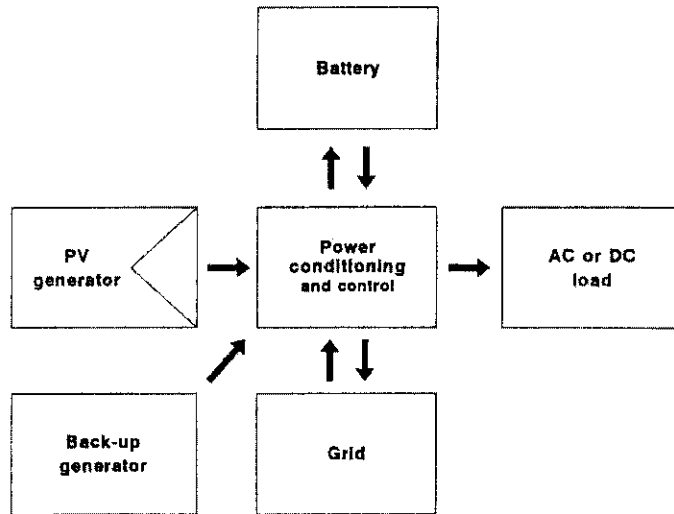 Battery
PV
generator
Power
conditioning
and control
AC or DC
load
Back-up
generator
Grid